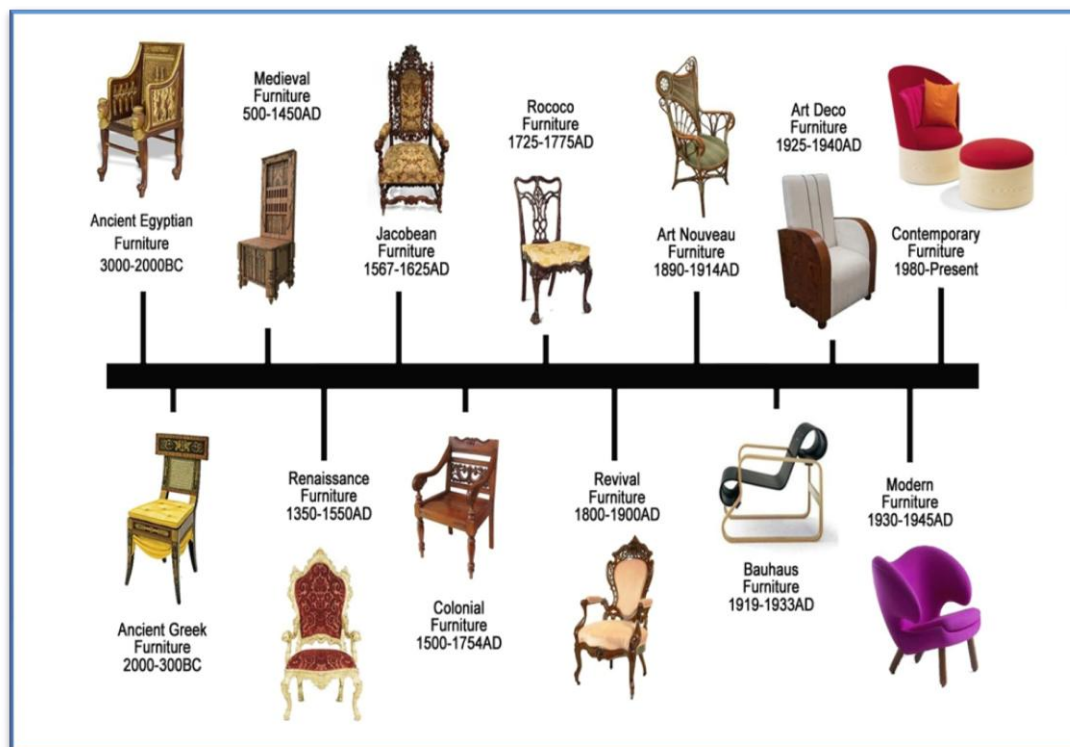 Ancient Egyptian
Furniture
3000-2000BC
Medieval
Furniture
500-1450AD
Jacobean
Furniture
1567-1625AD
Rococo
Furniture
1725-1775AD
Art Nouveau
Furniture
1890-1914AD
Art Deco
Furniture
1925-1940AD
Contemporary
Furniture
1980-Present
Ancient Greek
Furniture
2000-300BC
Renaissance
Furniture
1350-1550AD
Colonial
Furniture
1500-1754AD
Revival
Furniture
1800-1900AD
Bauhaus
Furniture
1919-1933AD
Modern
Furniture
1930-1945AD